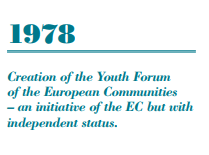 1978
Creation of the Youth Forum
of the European Communities
– an initiative of the EC but with
independent status.